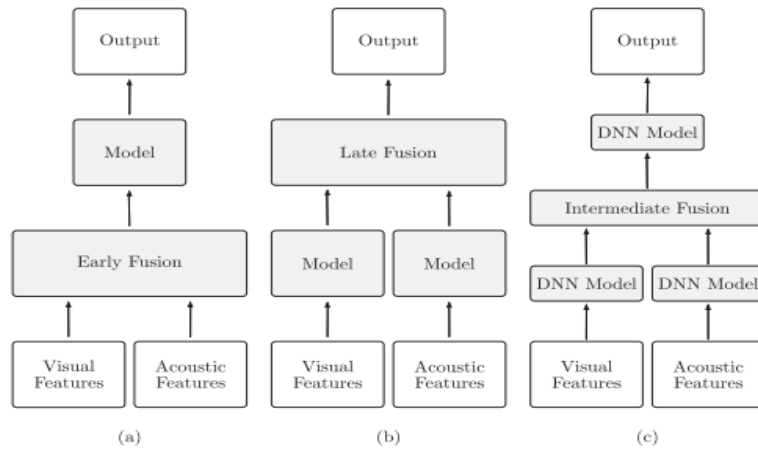 Output
Model
Early Fusion
Visual
Features
Acoustic
Features
(a)
Output
Late Fusion
Model
Model
Visual
Features
Acoustic
Features
(b)
Output
DNN Model
Intermediate Fusion
DNN Model
DNN Model
Visual
Features
Acoustic
Features
(c)